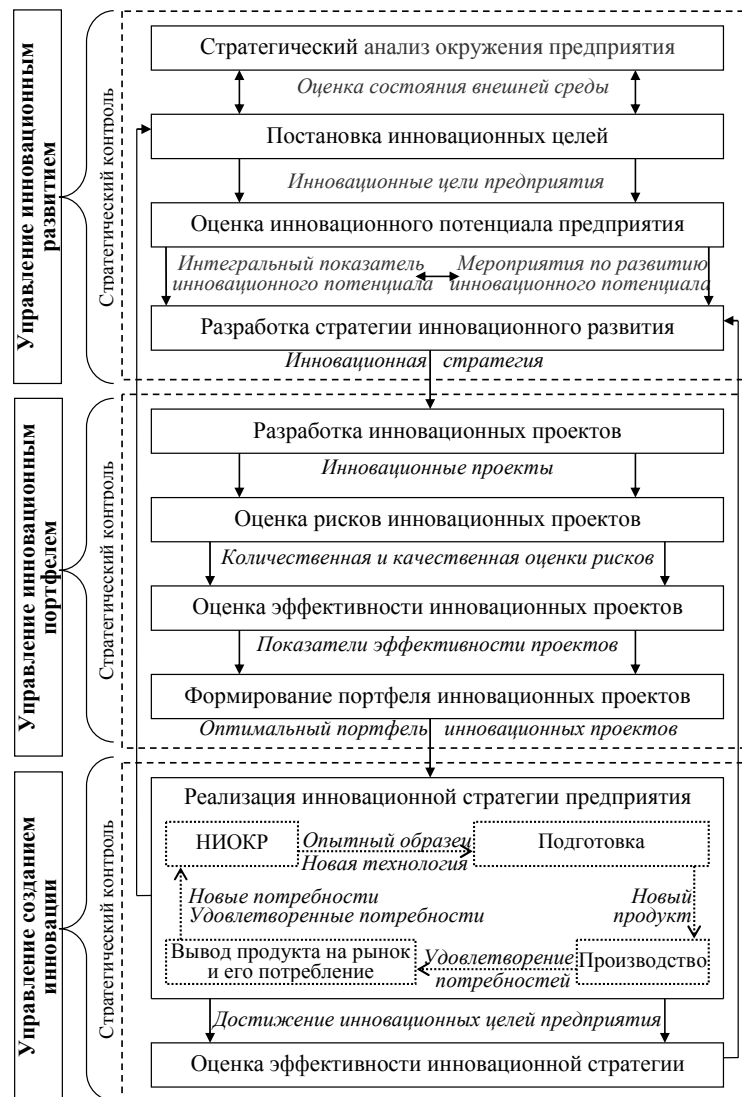 Управление инновационным
развитием
Стратегический контроль
Стратегический анализ окружения предприятия
Оценка состояния внешней среды
Постановка инновационных целей
Инновационные цели предприятия
Оценка инновационного потенциала предприятия
Интегральный показатель
инновационного потенциала
Мероприятия по развитию
инновационного потенциала
Разработка стратегии инновационного развития
Инновационная стратегия
Управление инновационным
портфелем
Стратегический контроль
Разработка инновационных проектов
Инновационные проекты
Оценка рисков инновационных проектов
Количественная и качественная оценки рисков
Оценка эффективности инновационных проектов
Показатели эффективности проектов
Формирование портфеля инновационных проектов
Оптимальный портфель инновационных проектов
Управление созданием
инновации
Стратегический контроль
Реализация инновационной стратегии предприятия
НИОКР
Опытный образец
Новая технология
Подготовка
Новые потребности
Удовлетворенные потребности
Новый
продукт
Вывод продукта на рынок
и его потребление
Удовлетворение
потребностей
Производство
Достижение инновационных целей предприятия
Оценка эффективности инновационной стратегии